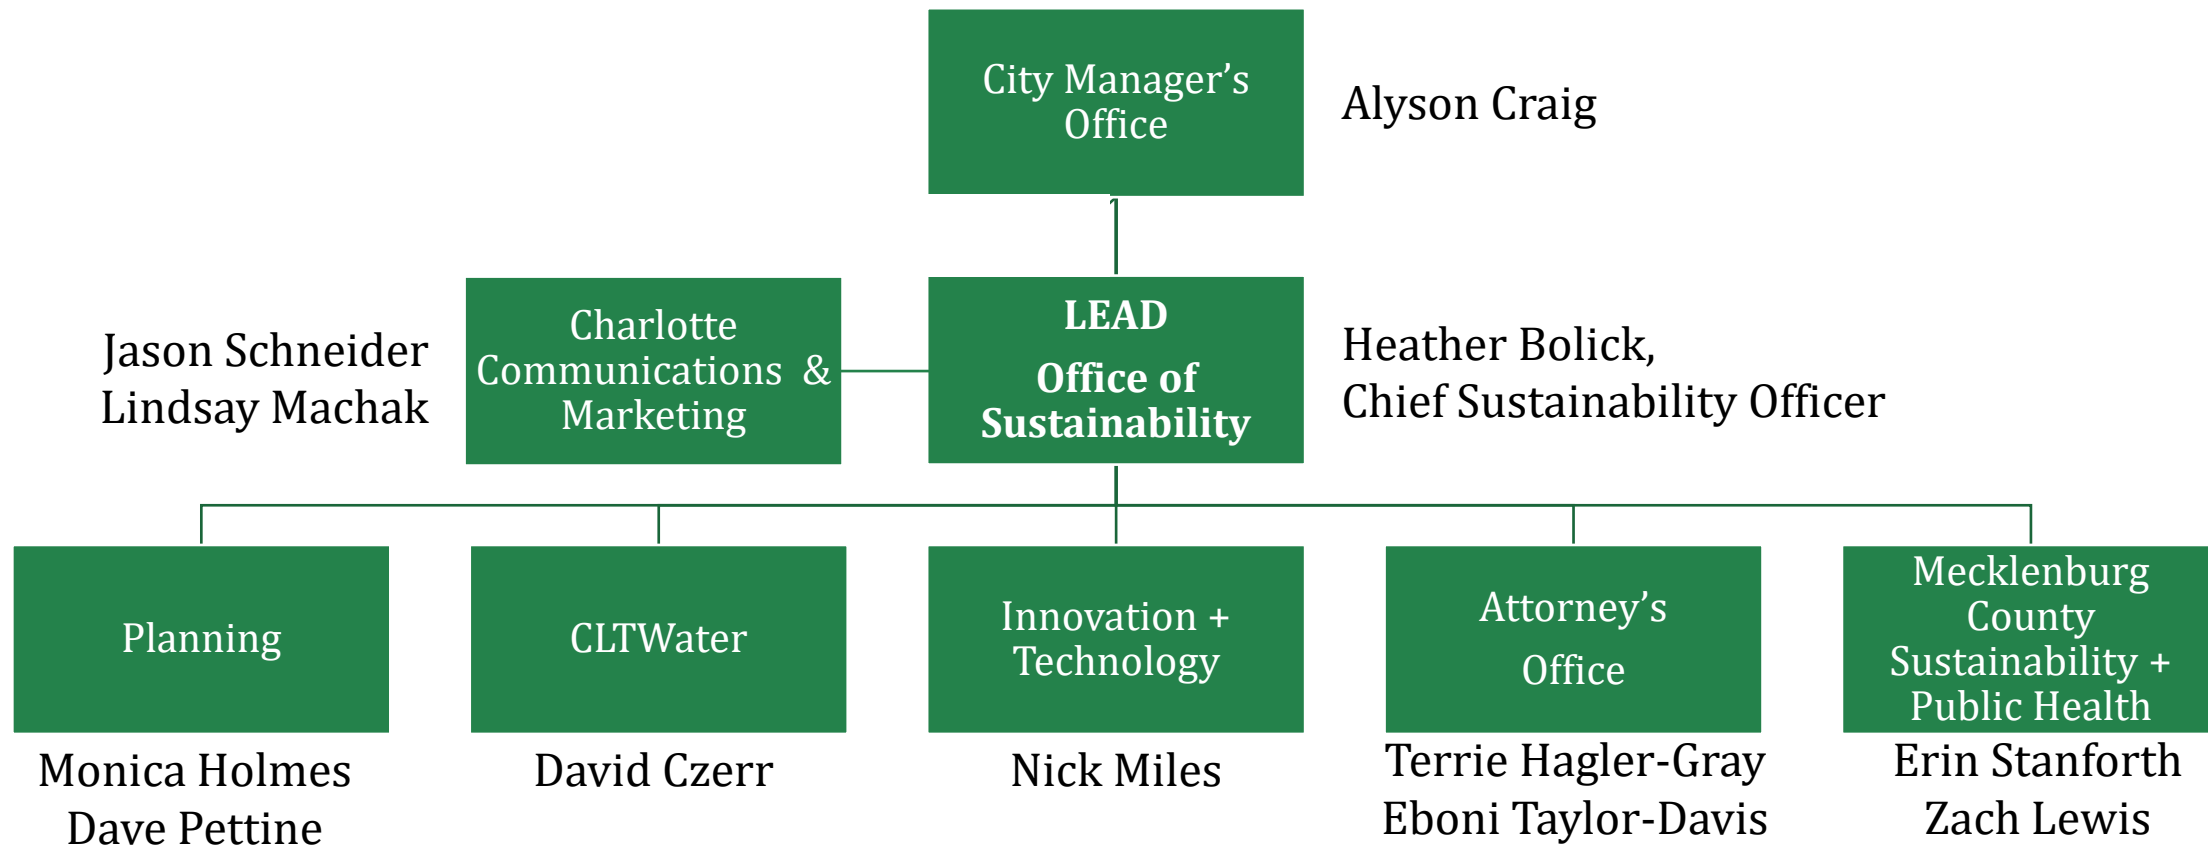 City Manager’s
Office
Alyson Craig
Jason Schneider
Lindsay Machak
Charlotte
Communications &
Marketing
LEAD
Office of
Sustainability
Heather Bolick,
Chief Sustainability Officer
Planning
Monica Holmes
Dave Pettine
CLTWater
David Czerr
Innovation +
Technology
Nick Miles
Attorney’s
Office
Terrie Hagler-Gray
Eboni Taylor-Davis
Mecklenburg
County
Sustainability +
Public Health
Erin Stanforth
Zach Lewis